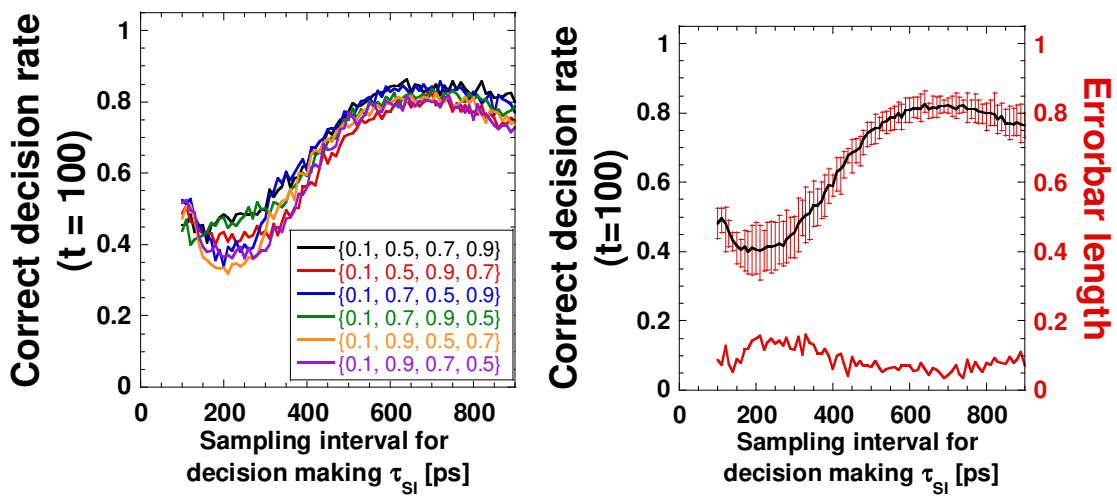 Correct decision rate
(t = 100)
1
0.8
0.6
0.4
0.2
0
{0.1, 0.5, 0.7, 0.9}
{0.1, 0.5, 0.9, 0.7}
{0.1, 0.7, 0.5, 0.9}
{0.1, 0.7, 0.9, 0.5}
{0.1, 0.9, 0.5, 0.7}
{0.1, 0.9, 0.7, 0.5}
0 200 400 600 800
Sampling interval for
decision making τSI [ps]
Correct decision rate
(t=100)
1
0.8
0.6
0.4
0.2
0
0 200 400 600 800
Sampling interval for
decision making τSI [ps]
1
0.8
0.6
0.4
0.2
0
Errorbar length